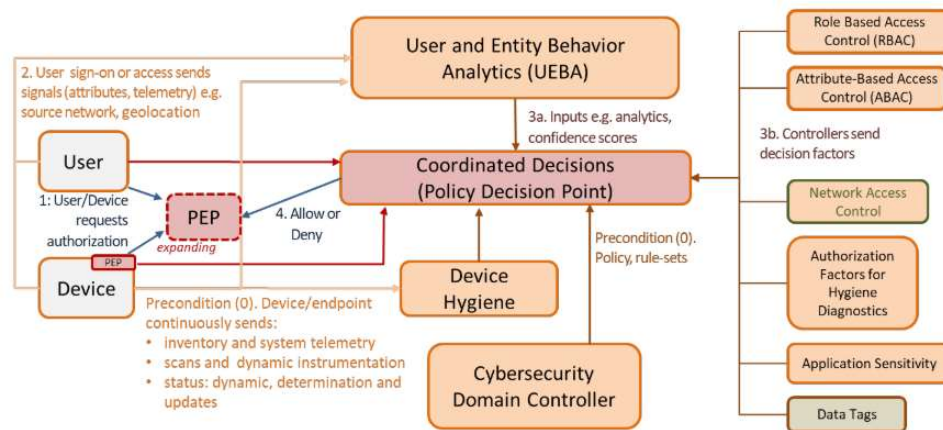 User and Entity Behavior
Analytics (UEBA)
Role Based Access
Control (RBAC)
Attribute-Based Access
Control (ABAC)
2. User sign-on or access sends
signals (attributes, telemetry) e.g.
source network, geolocation
3a. Inputs e.g. analytics,
confidence scores
3b. Controllers send
decision factors
User
Coordinated Decisions
(Policy Decision Point)
1: User/Device
requests
authorization
PEP
expanding
4. Allow or
Deny
Network Access
Control
PEP
Device
Precondition (0).
Policy, rule-sets
Device
Hygiene
Authorization
Factors for
Hygiene
Diagnostics
Precondition (0). Device/endpoint
continuously sends:
• inventory and system telemetry
• scans and dynamic instrumentation
• status: dynamic, determination and
updates
Cybersecurity
Domain Controller
Application Sensitivity
Data Tags